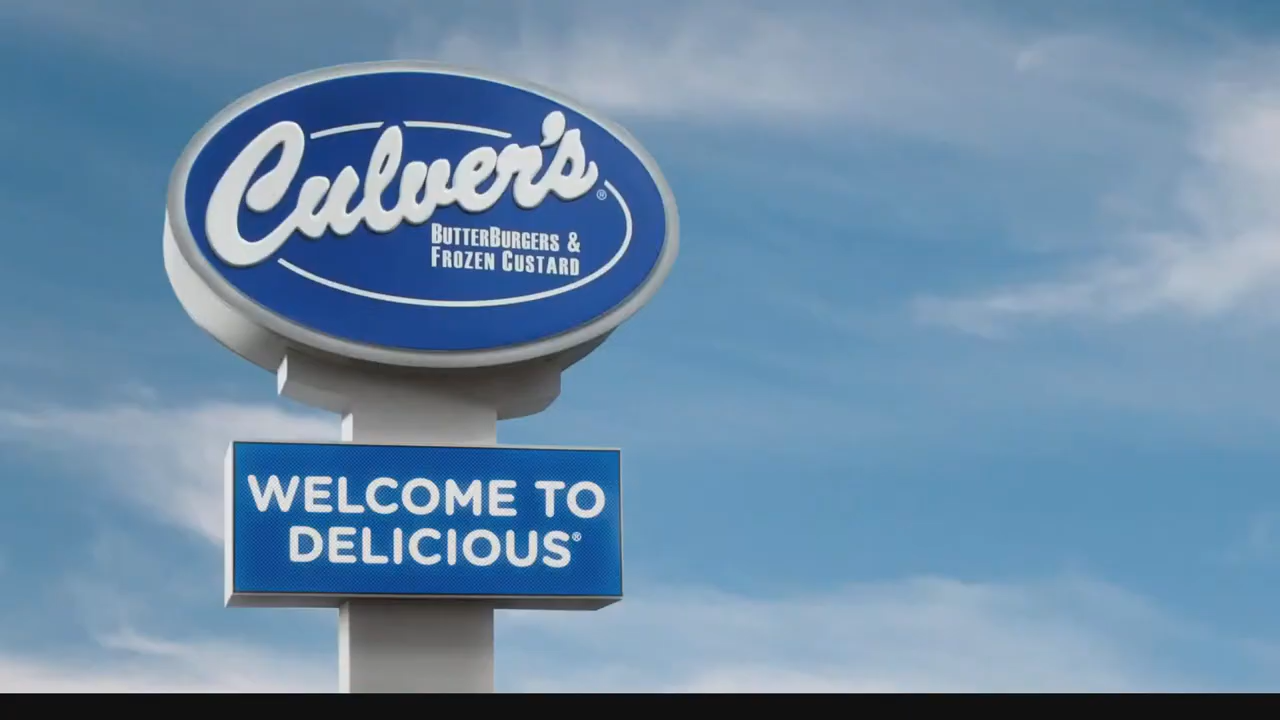 Culver's®
ButterBurgers &
Frozen Custard
WELCOME TO
DELICIOUS®